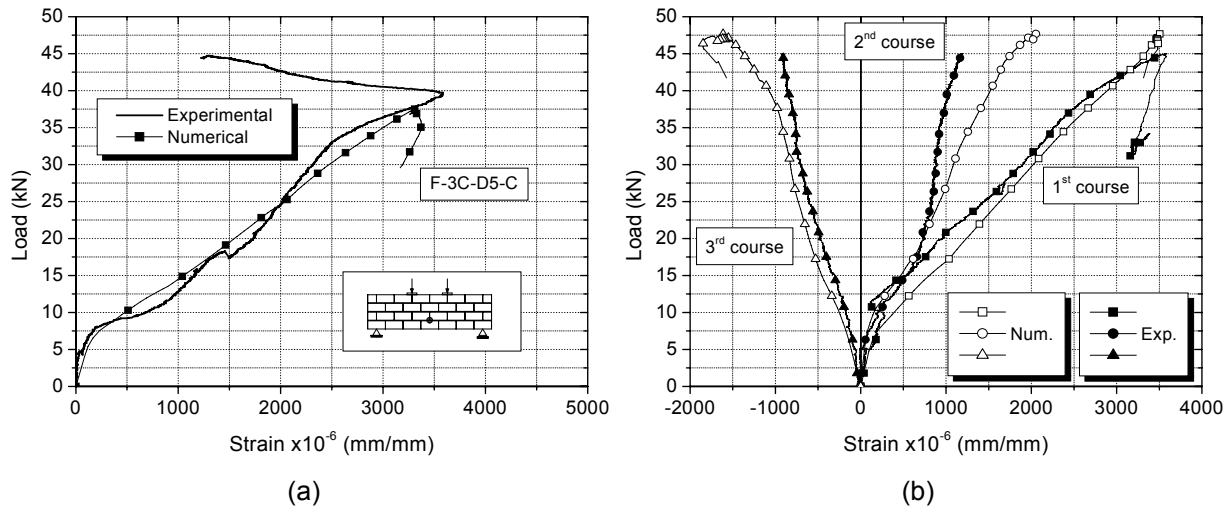 50
45
40
35
30
25
20
15
10
5
0
Load (kN)
Experimental
Numerical
F-3C-D5-C
0 1000 2000 3000 4000 5000
Strain x10-6 (mm/mm)
(a)
50
45
40
35
30
25
20
15
10
5
0
Load (kN)
2nd course
1st course
3rd course
Num.
Exp.
-2000 -1000 0 1000 2000 3000 4000
Strain x10-6 (mm/mm)
(b)